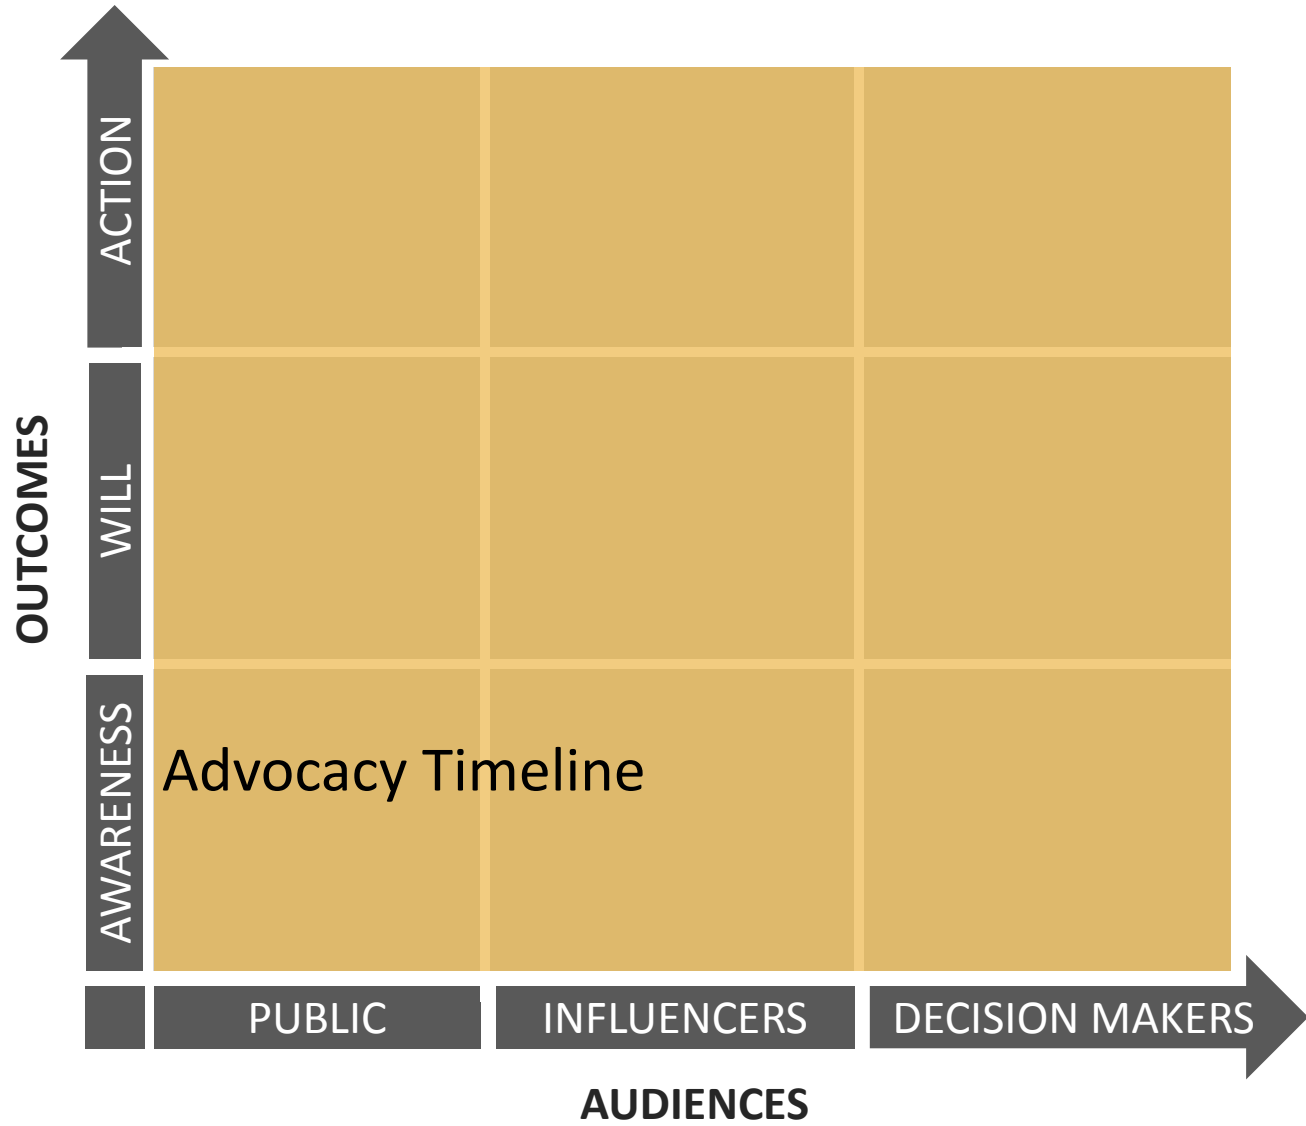 ACTION
WILL
OUTCOMES
AWARENESS
Advocacy Timeline
PUBLIC
INFLUENCERS
DECISION MAKERS
AUDIENCES